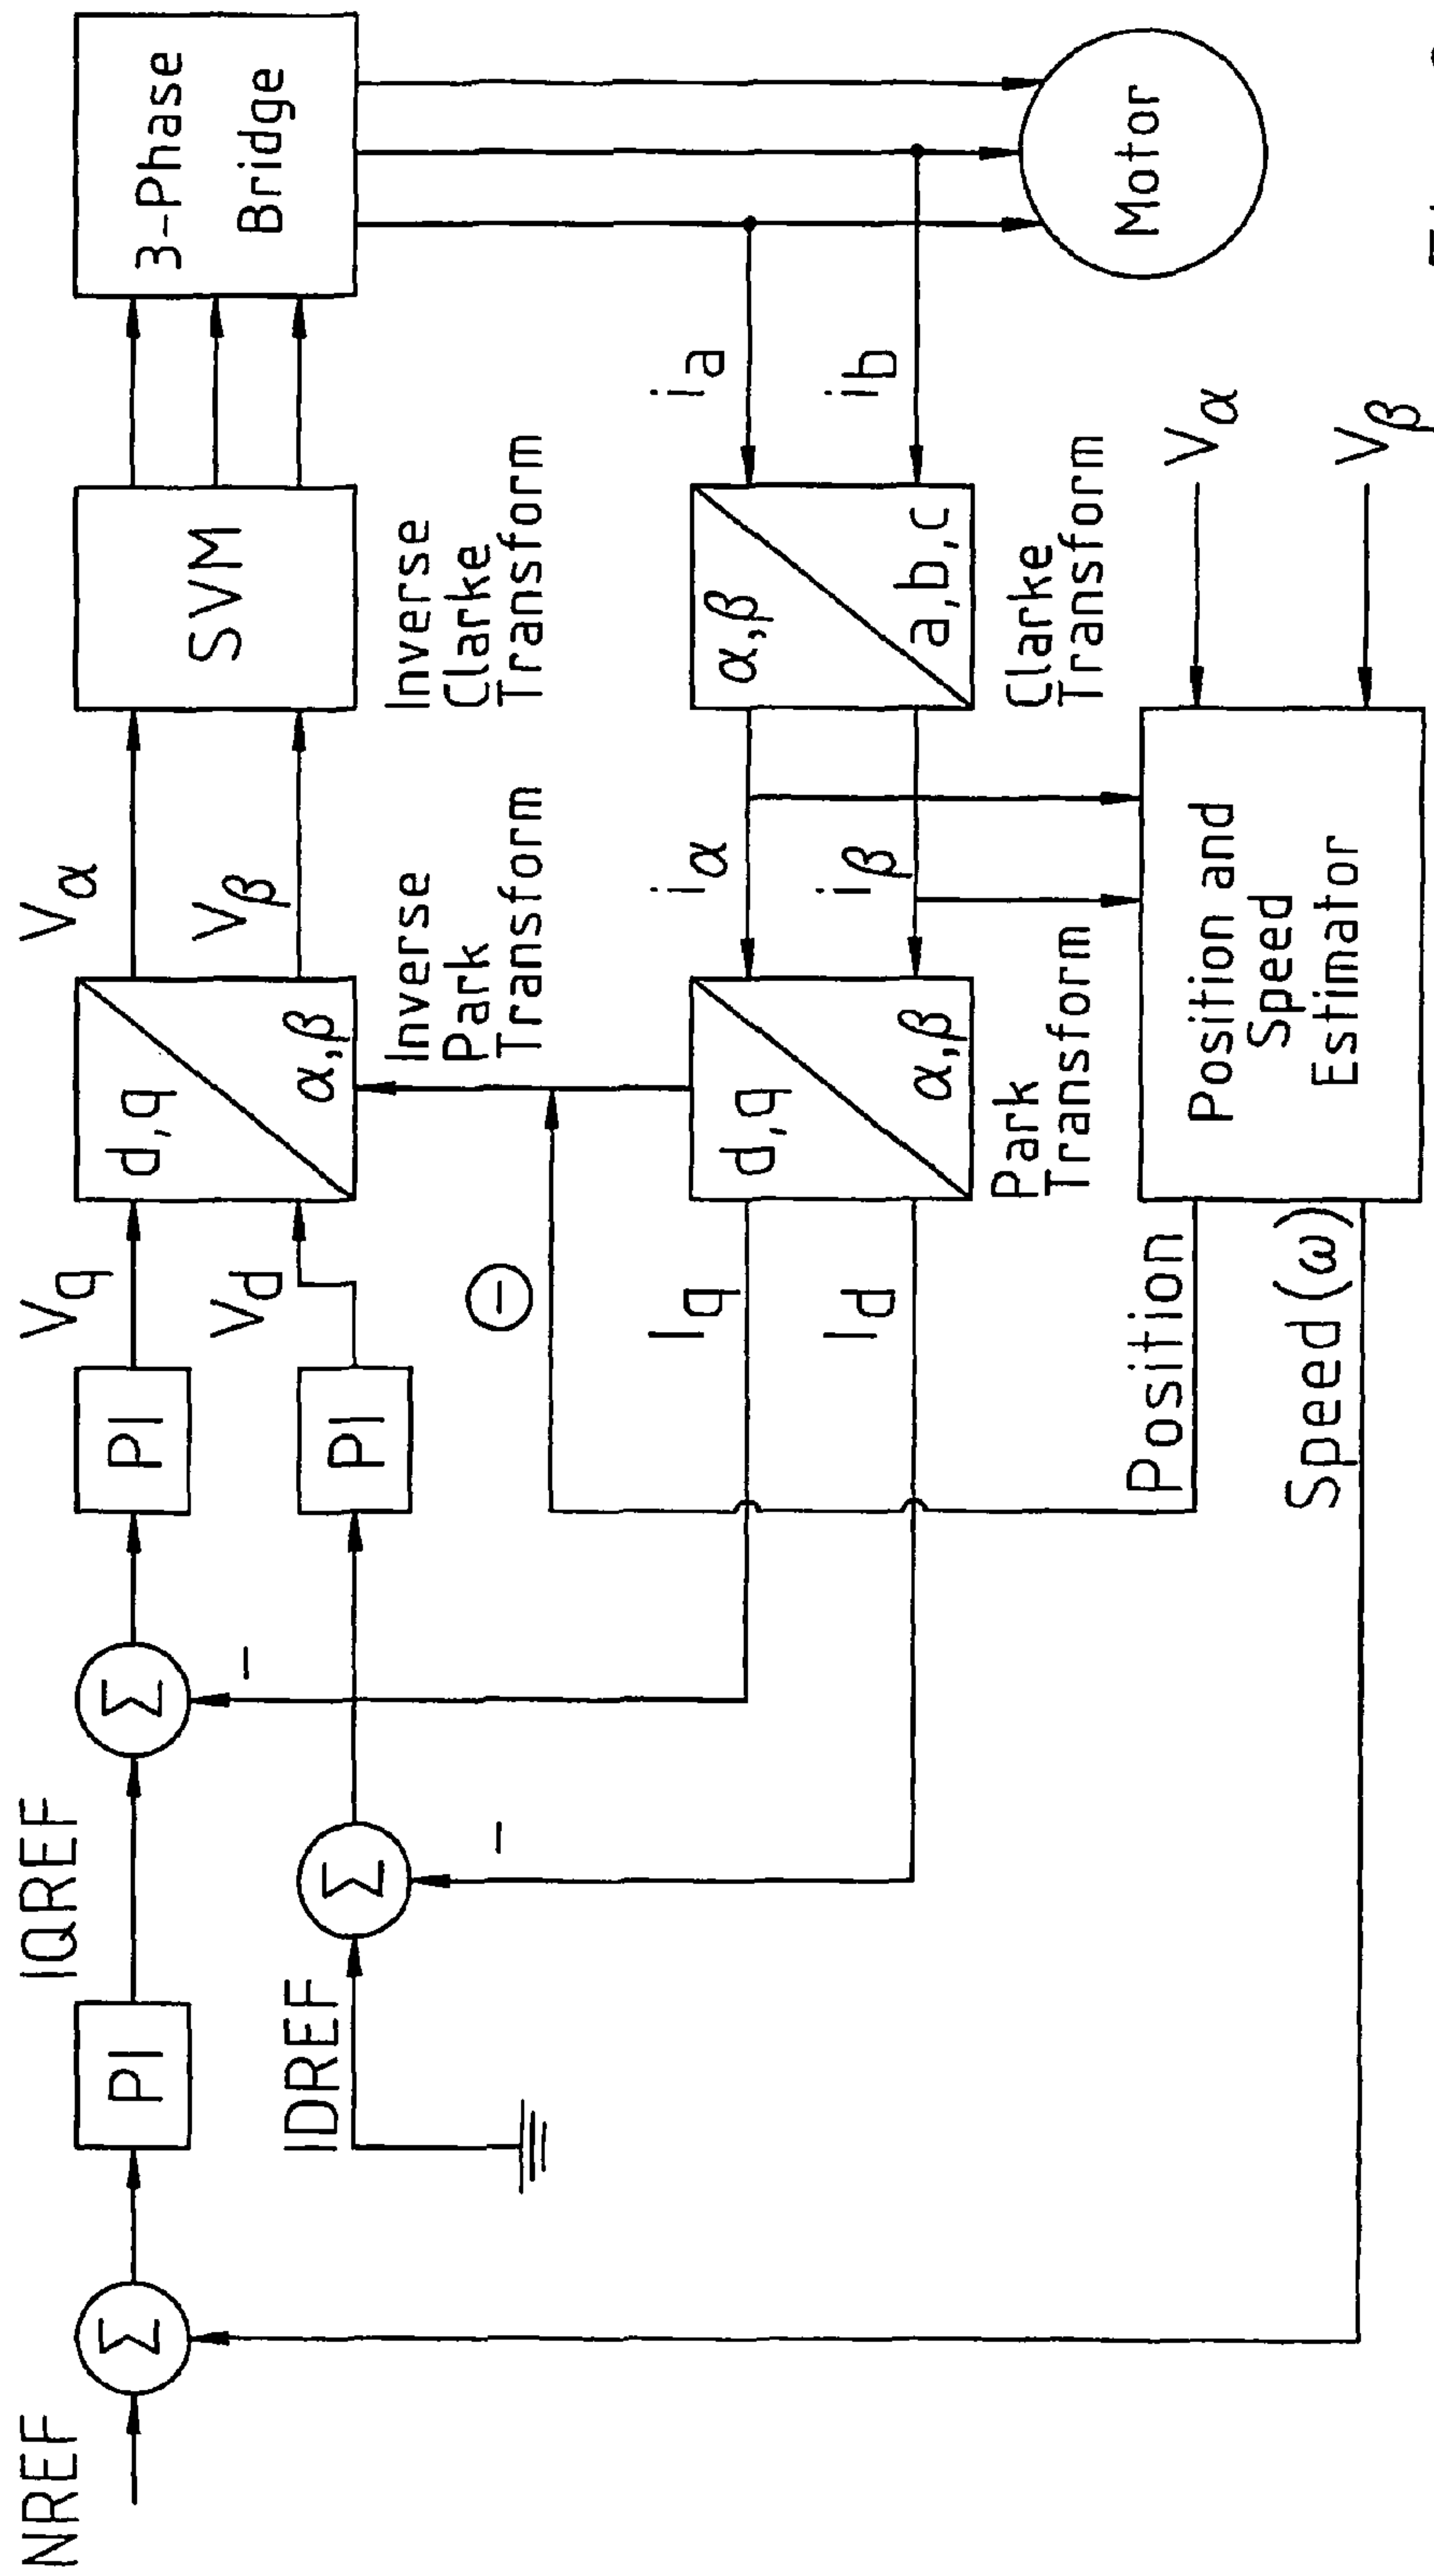 NREF
Σ
PI
IQREF
Σ
PI
Vq
d,q
α,β
Vα
Vβ
Inverse
Park
Transform
SVM
Inverse
Clarke
Transform
3-Phase
Bridge
IDREF
Σ
PI
Vd
-
-
⊖
Iq
Id
d,q
α,β
Park
Transform
iα
iβ
α,β
a,b,c
Clarke
Transform
ia
ib
Motor
Position
Speed(ω)
Position and
Speed
Estimator
Vα
Vβ